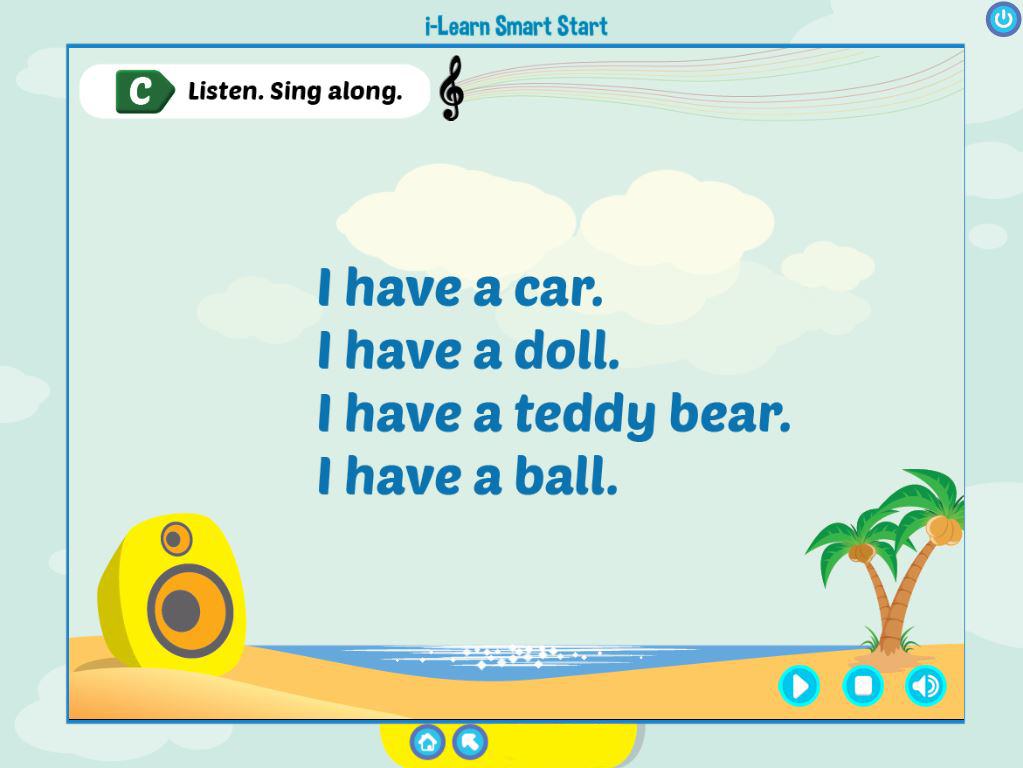 i-Learn Smart Start
C Listen. Sing along.
I have a car.
I have a doll.
I have a teddy bear.
I have a ball.